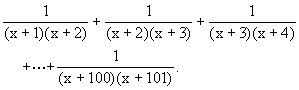 1/((x + 1)(x + 2)) + 1/((x + 2)(x + 3)) + 1/((x + 3)(x + 4))
+⋯+ 1/((x + 100)(x + 101)).